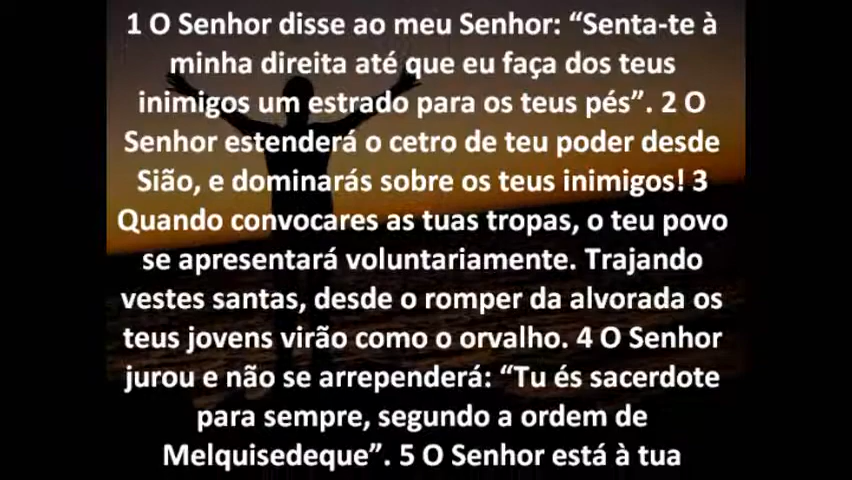 1 O Senhor disse ao meu Senhor: “Senta-te à
minha direita até que eu faça dos teus
inimigos um estrado para os teus pés”. 2 O
Senhor estenderá o cetro de teu poder desde
Sião, e dominarás sobre os teus inimigos! 3
Quando convocares as tuas tropas, o teu povo
se apresentará voluntariamente. Trajando
vestes santas, desde o romper da alvorada os
teus jovens virão como o orvalho. 4 O Senhor
jurou e não se arrependerá: “Tu és sacerdote
para sempre, segundo a ordem de
Melquisedeque”. 5 O Senhor está à tua